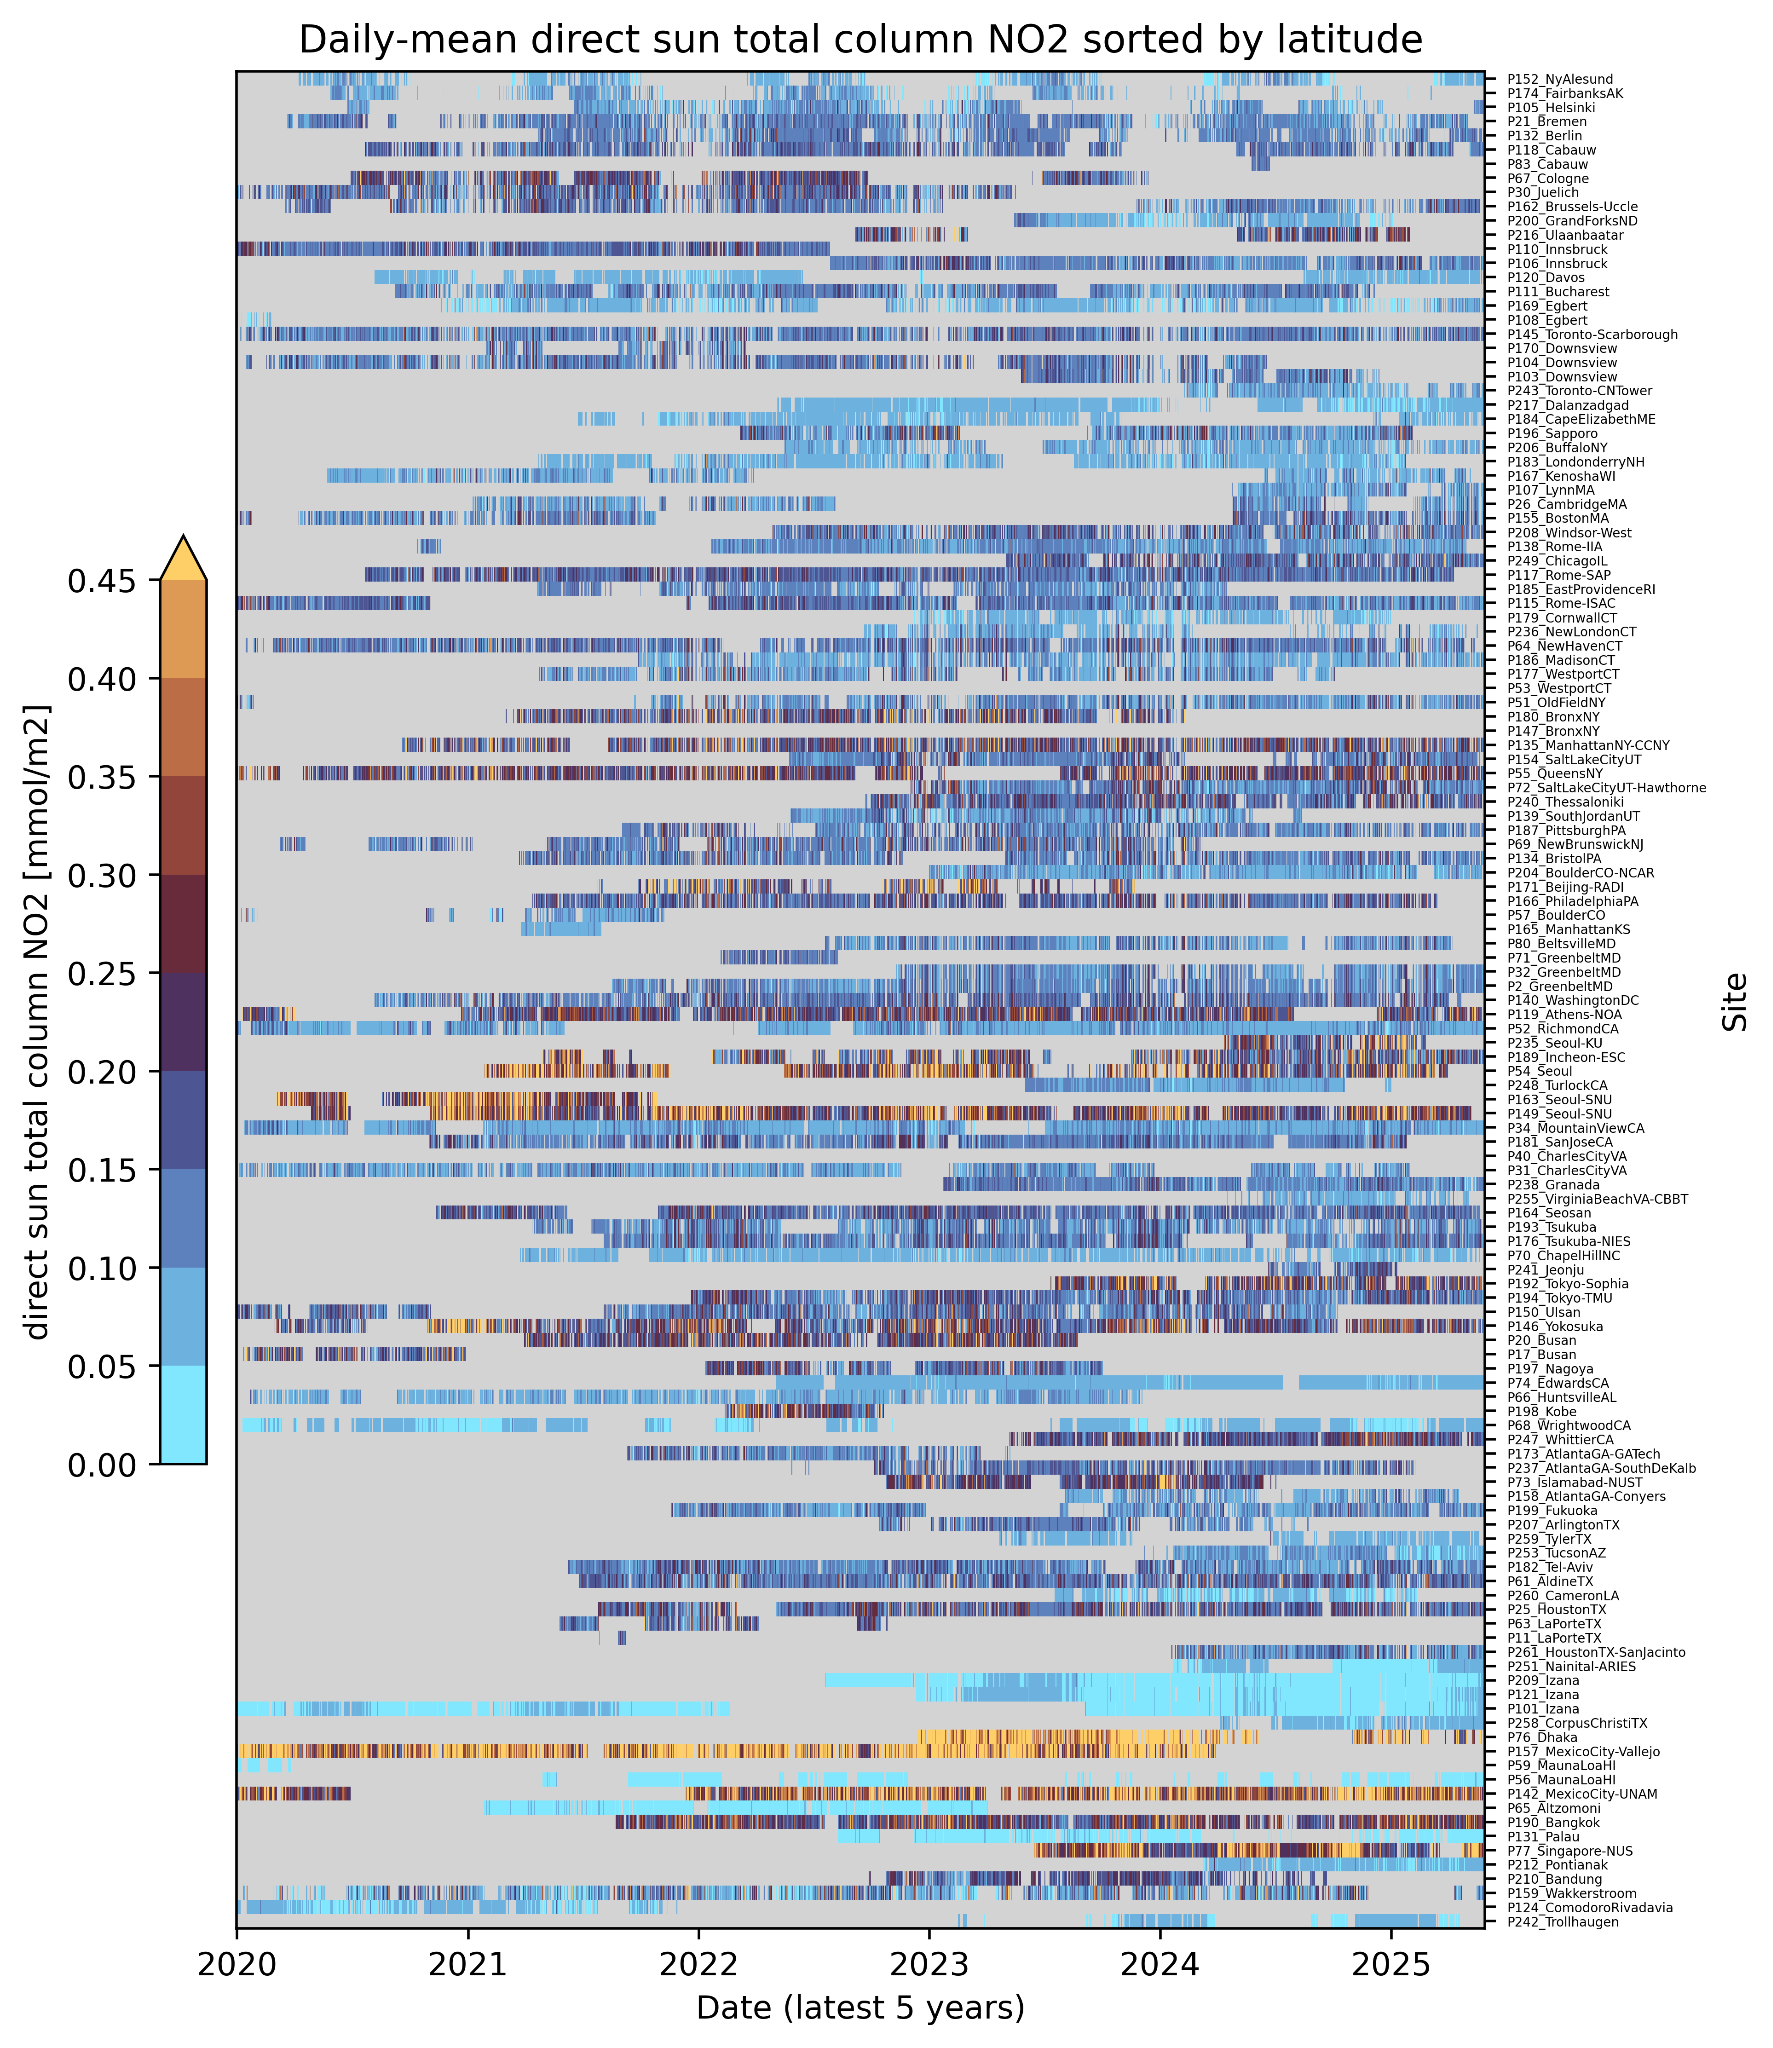 Daily-mean direct sun total column NO2 sorted by latitude
P152_NyAlesund
P174_FairbanksAK
P105_Helsinki
P21_Bremen
P132_Berlin
P118_Cabauw
P83_Cabauw
P67_Cologne
P30_Juelich
P162_Brussels-Uccle
P200_GrandForksND
P216_Ulaanbaatar
P110_Innsbruck
P106_Innsbruck
P120_Davos
P111_Bucharest
P169_Egbert
P108_Egbert
P145_Toronto-Scarborough
P170_Downsview
P104_Downsview
P103_Downsview
P243_Toronto-CNTower
P217_Dalanzadgad
P184_CapeElizabethME
P196_Sapporo
P206_BuffaloNY
P183_LondonderryNH
P167_KenoshaWI
P107_LynnMA
P26_CambridgeMA
P155_BostonMA
P208_Windsor-West
P138_Rome-IIA
P249_ChicagoIL
P117_Rome-SAP
P185_EastProvidenceRI
P115_Rome-ISAC
P179_CornwallCT
P236_NewLondonCT
P64_NewHavenCT
P186_MadisonCT
P177_WestportCT
P53_WestportCT
P51_OldFieldNY
P180_BronxNY
P147_BronxNY
P135_ManhattanNY-CCNY
P154_SaltLakeCityUT
P55_QueensNY
P72_SaltLakeCityUT-Hawthorne
P240_Thessaloniki
P139_SouthJordanUT
P187_PittsburghPA
P69_NewBrunswickNJ
P134_BristolPA
P204_BoulderCO-NCAR
P171_Beijing-RADI
P166_PhiladelphiaPA
P57_BoulderCO
P165_ManhattanKS
P80_BeltsvilleMD
P71_GreenbeltMD
P32_GreenbeltMD
P2_GreenbeltMD
P140_WashingtonDC
P119_Athens-NOA
P52_RichmondCA
P235_Seoul-KU
P189_Incheon-ESC
P54_Seoul
P248_TurlockCA
P163_Seoul-SNU
P149_Seoul-SNU
P34_MountainViewCA
P181_SanJoseCA
P40_CharlesCityVA
P31_CharlesCityVA
P238_Granada
P255_VirginiaBeachVA-CBBT
P164_Seosan
P193_Tsukuba
P176_Tsukuba-NIES
P70_ChapelHillNC
P241_Jeonju
P192_Tokyo-Sophia
P194_Tokyo-TMU
P150_Ulsan
P146_Yokosuka
P20_Busan
P17_Busan
P197_Nagoya
P74_EdwardsCA
P66_HuntsvilleAL
P198_Kobe
P68_WrightwoodCA
P247_WhittierCA
P173_AtlantaGA-GATech
P237_AtlantaGA-SouthDeKalb
P73_Islamabad-NUST
P158_AtlantaGA-Conyers
P199_Fukuoka
P207_ArlingtonTX
P259_TylerTX
P253_TucsonAZ
P182_Tel-Aviv
P61_AldineTX
P260_CameronLA
P25_HoustonTX
P63_LaPorteTX
P11_LaPorteTX
P261_HoustonTX-SanJacinto
P251_Nainital-ARIES
P209_Izana
P121_Izana
P101_Izana
P258_CorpusChristiTX
P76_Dhaka
P157_MexicoCity-Vallejo
P59_MaunaLoaHI
P56_MaunaLoaHI
P142_MexicoCity-UNAM
P65_Altzomoni
P190_Bangkok
P131_Palau
P77_Singapore-NUS
P212_Pontianak
P210_Bandung
P159_Wakkerstroom
P124_ComodoroRivadavia
P242_Trollhaugen
Site
direct sun total column NO2 [mmol/m2]
0.45
0.40
0.35
0.30
0.25
0.20
0.15
0.10
0.05
0.00
2020 2021 2022 2023 2024 2025
Date (latest 5 years)